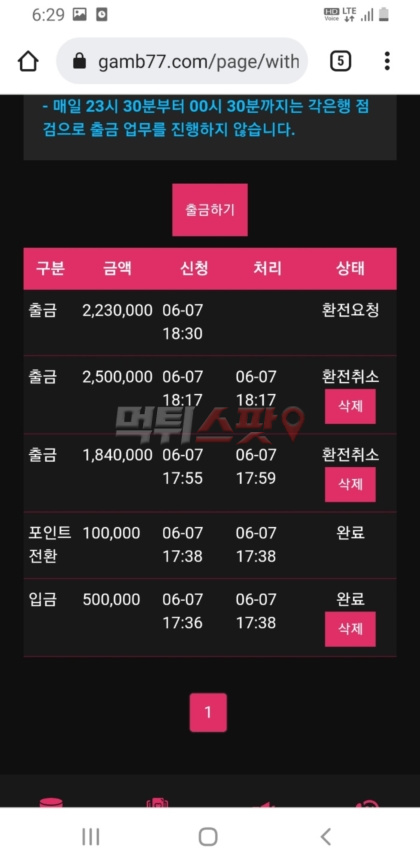 6:29
HD Voice LTE
gamb77.com/page/with
5
- 매일 23시 30분부터 00시 30분까지는 각은행 점
검으로 출금 업무를 진행하지 않습니다.
출금하기
구분 금액 신청 처리 상태
출금 2,230,000 06-07 환전요청
18:30
출금 2,500,000 06-07 06-07 환전취소
18:17 18:17 삭제
먹튀스팟
출금 1,840,000 06-07 06-07 환전취소
17:55 17:59 삭제
포인트 100,000 06-07 06-07 완료
전환 17:38 17:38
입금 500,000 06-07 06-07 완료
17:36 17:38 삭제
1